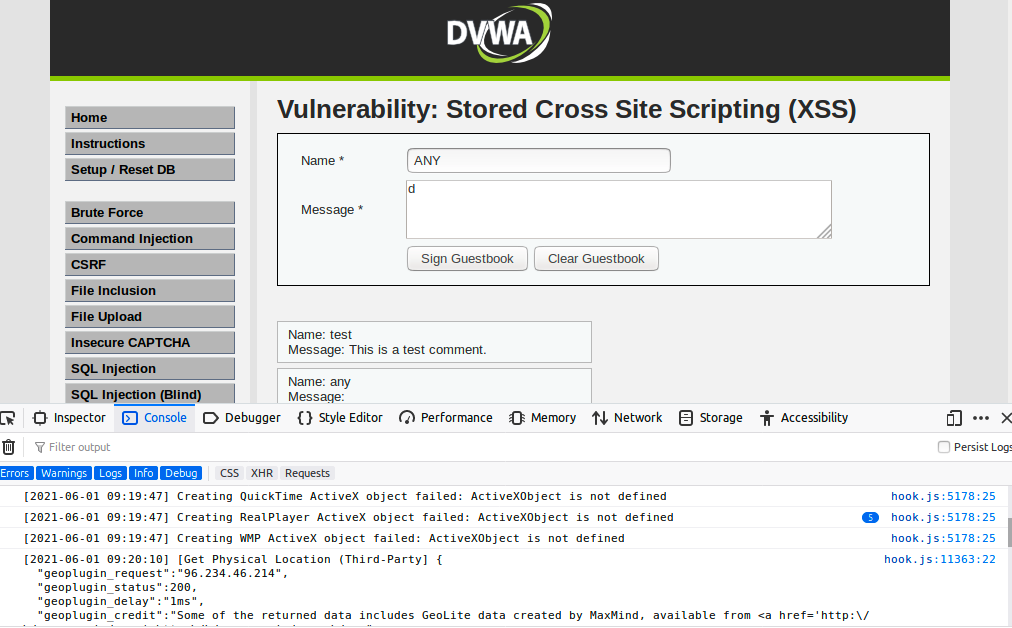 DVWA
Vulnerability: Stored Cross Site Scripting (XSS)
Home
Instructions
Setup / Reset DB
Brute Force
Command Injection
CSRF
File Inclusion
File Upload
Insecure CAPTCHA
SQL Injection
SQL Injection (Blind)
Name * ANY
Message * d
Sign Guestbook Clear Guestbook
Name: test
Message: This is a test comment.
Name: any
Message:
Inspector Console Debugger {} Style Editor Performance Memory Network Storage Accessibility
Filter output Persist Logs
Errors Warnings Logs Info Debug CSS XHR Requests
[2021-06-01 09:19:47] Creating QuickTime ActiveX object failed: ActiveXObject is not defined hook.js:5178:25
[2021-06-01 09:19:47] Creating RealPlayer ActiveX object failed: ActiveXObject is not defined 5 hook.js:5178:25
[2021-06-01 09:19:47] Creating WMP ActiveX object failed: ActiveXObject is not defined hook.js:5178:25
[2021-06-01 09:20:10] [Get Physical Location (Third-Party] { hook.js:11363:22
"geoplugin_request":"96.234.46.214",
"geoplugin_status":200,
"geoplugin_delay":"1ms",
"geoplugin_credit":"Some of the returned data includes GeoLite data created by MaxMind, available from <a href='http:\/